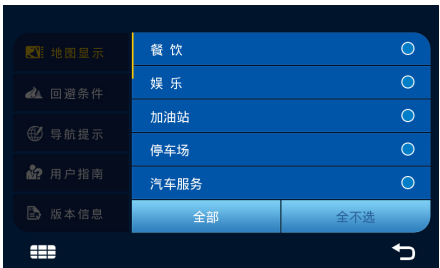 地图显示
回避条件
导航提示
用户指南
版本信息
餐 饮
娱 乐
加油站
停车场
汽车服务
全部
全不选